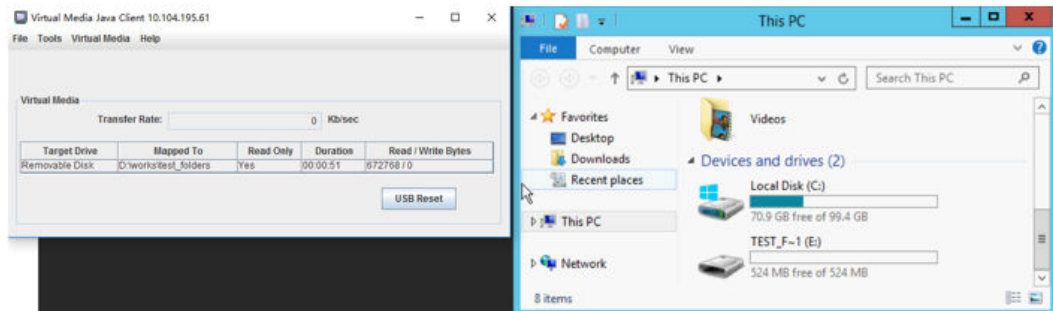 Virtual Media Java Client 10.104.195.61
File Tools Virtual Media Help
Virtual Media
Transfer Rate: 0 Kb/sec
Target Drive Mapped To Read Only Duration Read / Write Bytes
Removable Disk D:\works\test_folders Yes 00:00:51 672768 / 0
USB Reset
This PC
File Computer View
This PC
Search This PC
Favorites
Desktop
Downloads
Recent places
This PC
Network
Videos
Devices and drives (2)
Local Disk (C:)
70.9 GB free of 99.4 GB
TEST_F~1 (E:)
524 MB free of 524 MB
8 items